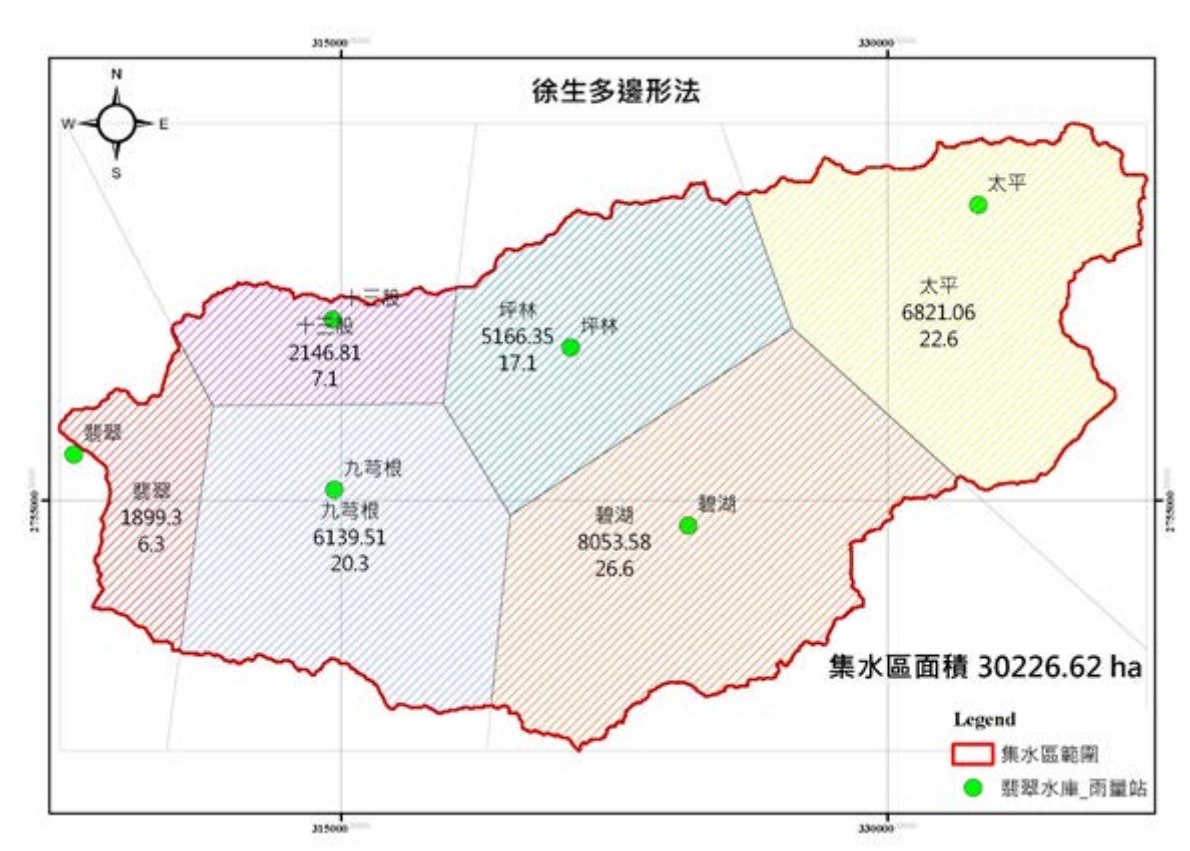 315000
330000
徐生多邊形法
N
W
E
S
太平
太平
6821.06
22.6
十三股
十三股
2146.81
7.1
坪林
5166.35
17.1
坪林
翡翠
翡翠
1899.3
6.3
九芎根
九芎根
6139.51
20.3
碧湖
8053.58
26.6
碧湖
2755000
2755000
集水區面積 30226.62 ha
Legend
集水區範圍
翡翠水庫_雨量站
315000
330000